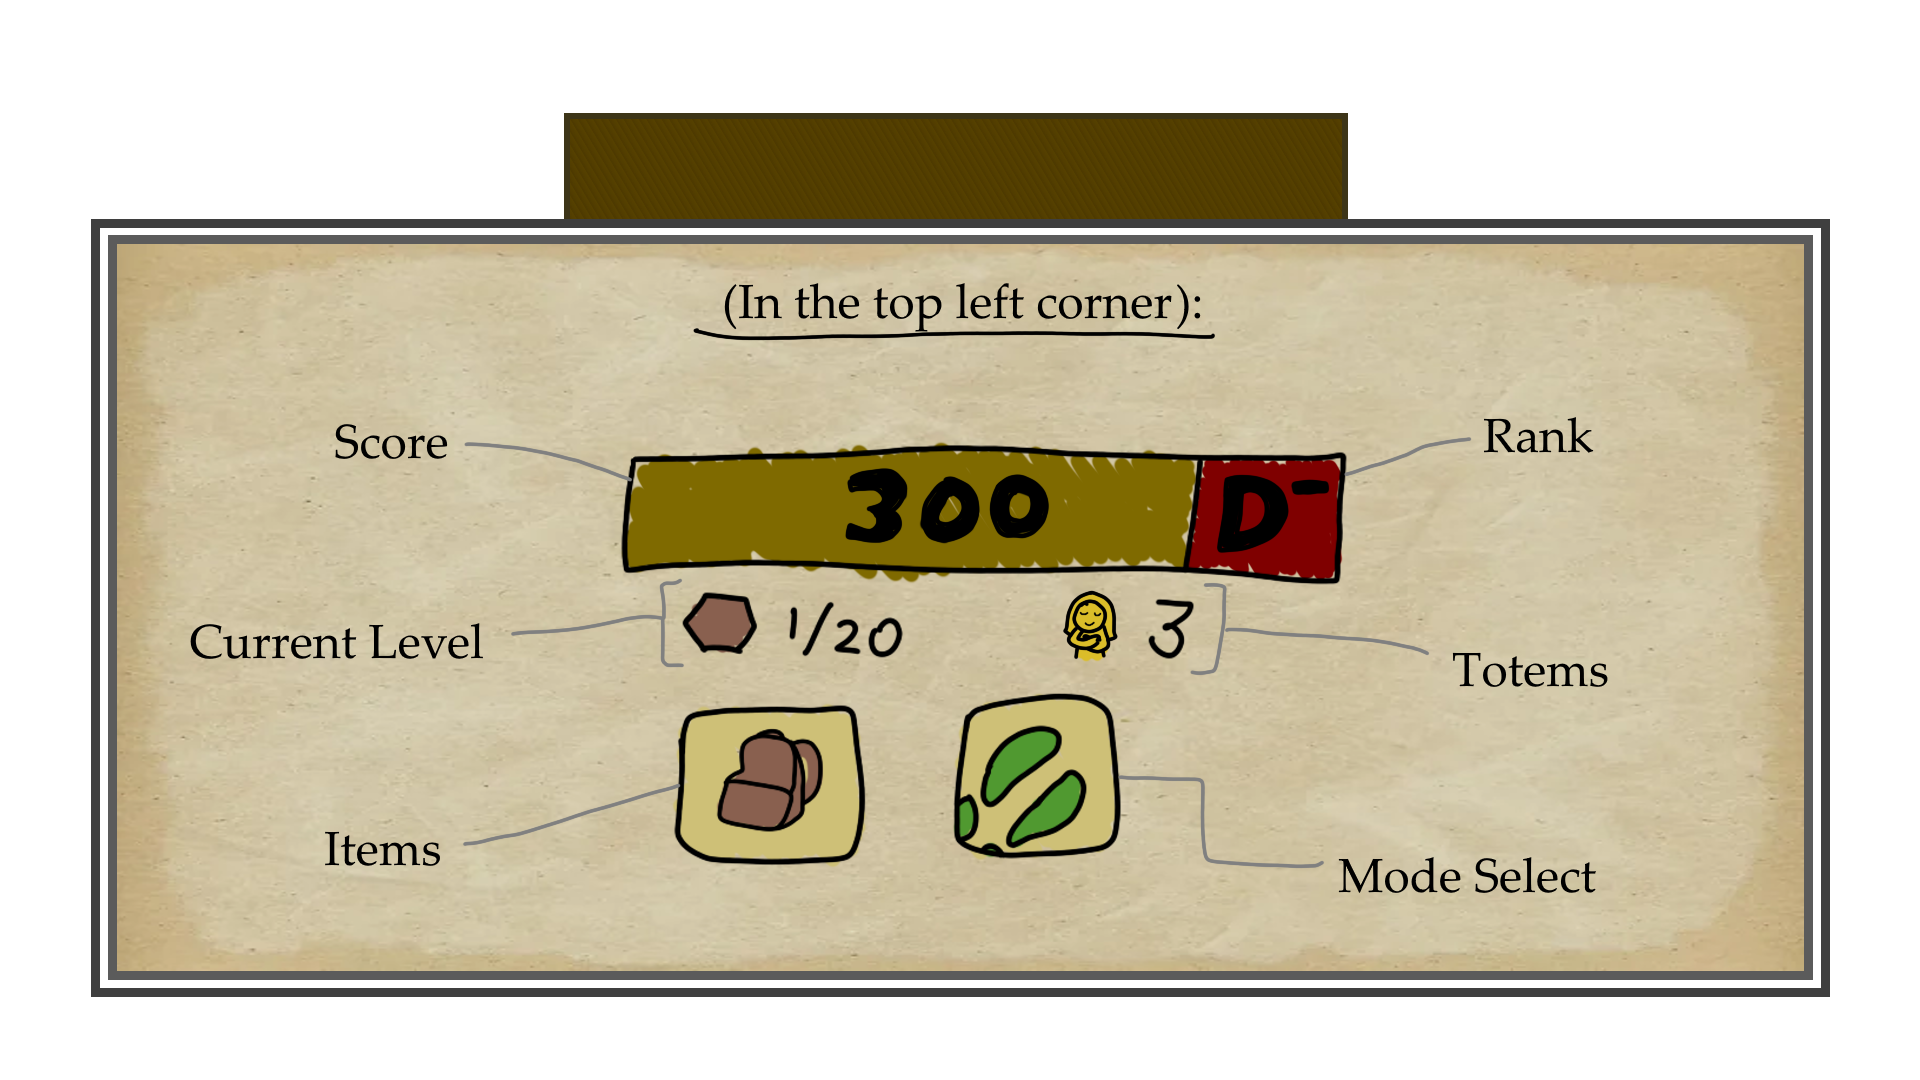 (In the top left corner):
Score
Rank
300 D-
Current Level
1/20
3
Totems
Items
Mode Select